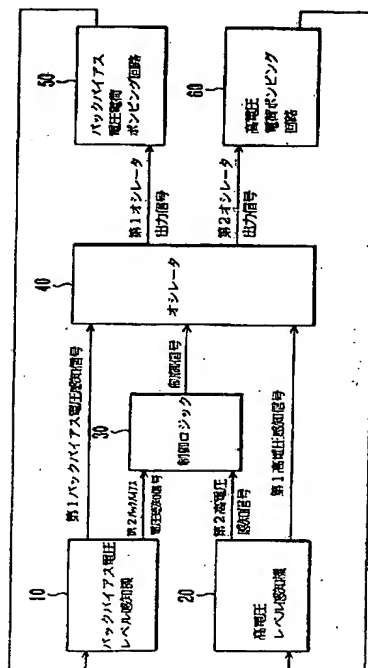 10
バックバイアス電圧
レベル感知機
20
高電圧
レベル感知機
第1バックバイアス電圧感知信号
第2バックバイアス
電圧感知信号
第2高電圧
感知信号
第1高電圧感知信号
30
制御ロジック
制御信号
40
オシレータ
第1オシレータ
出力信号
第2オシレータ
出力信号
50
バックバイアス
電圧電荷
ポンピング回路
60
高電圧
電荷ポンピング
回路